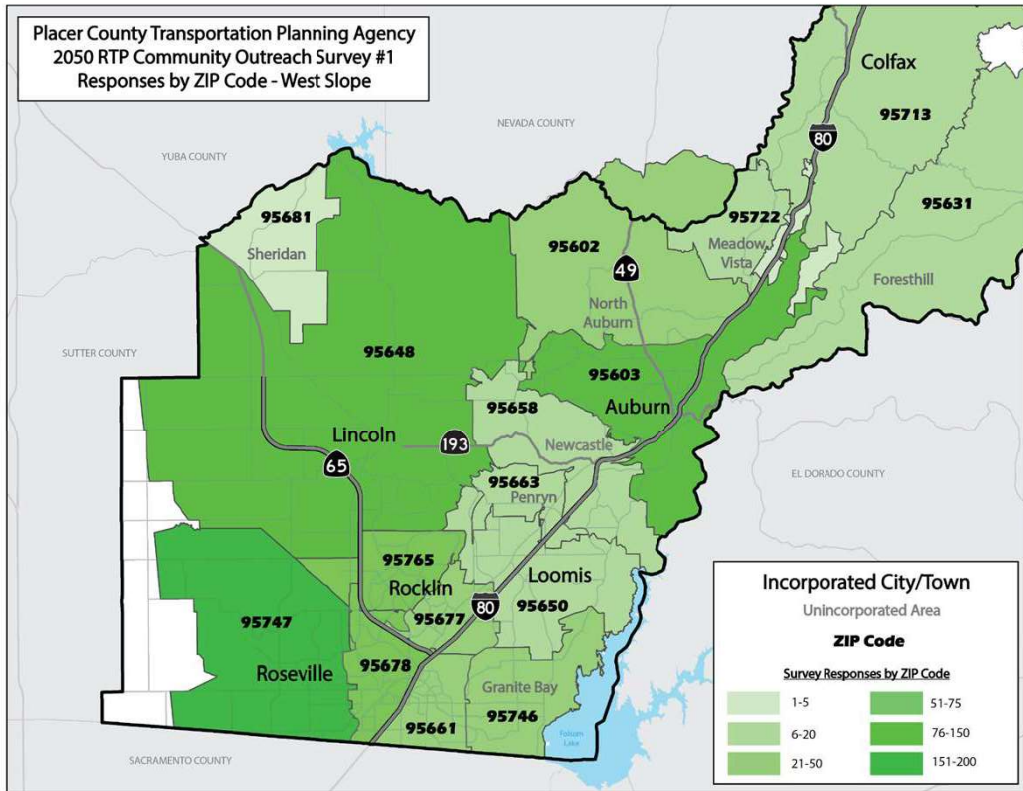 Placer County Transportation Planning Agency
2050 RTP Community Outreach Survey #1
Responses by ZIP Code - West Slope
Colfax
95713
NEVADA COUNTY
80
YUBA COUNTY
95681
Sheridan
95602
95722
Meadow
Vista
95631
49
Foresthill
North
Auburn
SUTTER COUNTY
95648
95603
95658
Auburn
Lincoln
193
Newcastle
65
EL DORADO COUNTY
95663
Penryn
95765
Rocklin
Loomis
80
95650
95677
95747
Roseville
95678
Granite Bay
95746
95661
Folsom
Lake
SACRAMENTO COUNTY
Incorporated City/Town
Unincorporated Area
ZIP Code
Survey Responses by ZIP Code
1-5
51-75
6-20
76-150
21-50
151-200